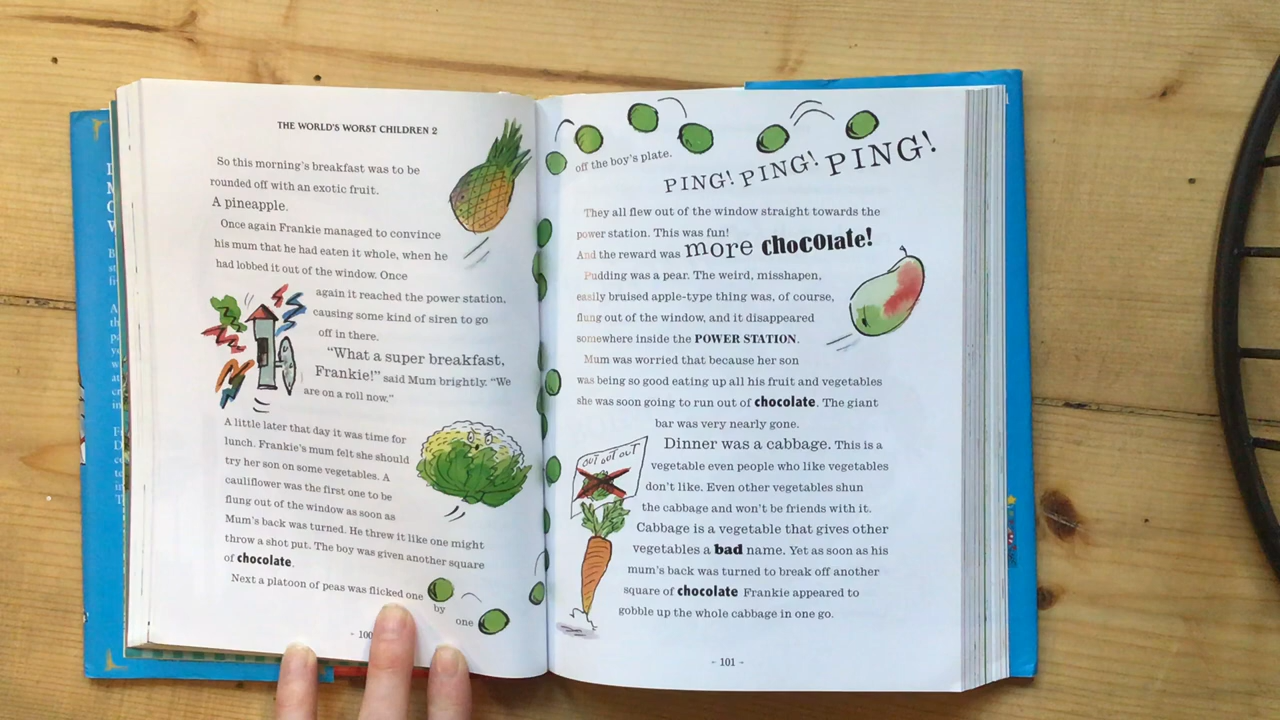 THE WORLD'S WORST CHILDREN 2
So this morning's breakfast was to be
rounded off with an exotic fruit.
A pineapple.
Once again Frankie managed to convince
his mum that he had eaten it whole, when he
had lobbed it out of the window. Once
again it reached the power station,
causing some kind of siren to go
off in there.
"What a super breakfast,
Frankie!" said Mum brightly. "We
are on a roll now."
A little later that day it was time for
lunch. Frankie's mum felt she should
try her son on some vegetables. A
cauliflower was the first one to be
flung out of the window as soon as
Mum's back was turned. He threw it like one might
throw a shot put. The boy was given another square
of chocolate.
Next a platoon of peas was flicked one
by
one
- 100
off the boy's plate.
PING! PING! PING!
They all flew out of the window straight towards the
power station. This was fun!
And the reward was more chocolate!
Pudding was a pear. The weird, misshapen,
easily bruised apple-type thing was, of course,
flung out of the window, and it disappeared
somewhere inside the POWER STATION.
Mum was worried that because her son
was being so good eating up all his fruit and vegetables
she was soon going to run out of chocolate. The giant
bar was very nearly gone.
Dinner was a cabbage. This is a
vegetable even people who like vegetables
don't like. Even other vegetables shun
the cabbage and won't be friends with it.
Cabbage is a vegetable that gives other
vegetables a bad name. Yet as soon as his
mum's back was turned to break off another
square of chocolate Frankie appeared to
gobble up the whole cabbage in one go.
OUT OUT OUT
- 101 -